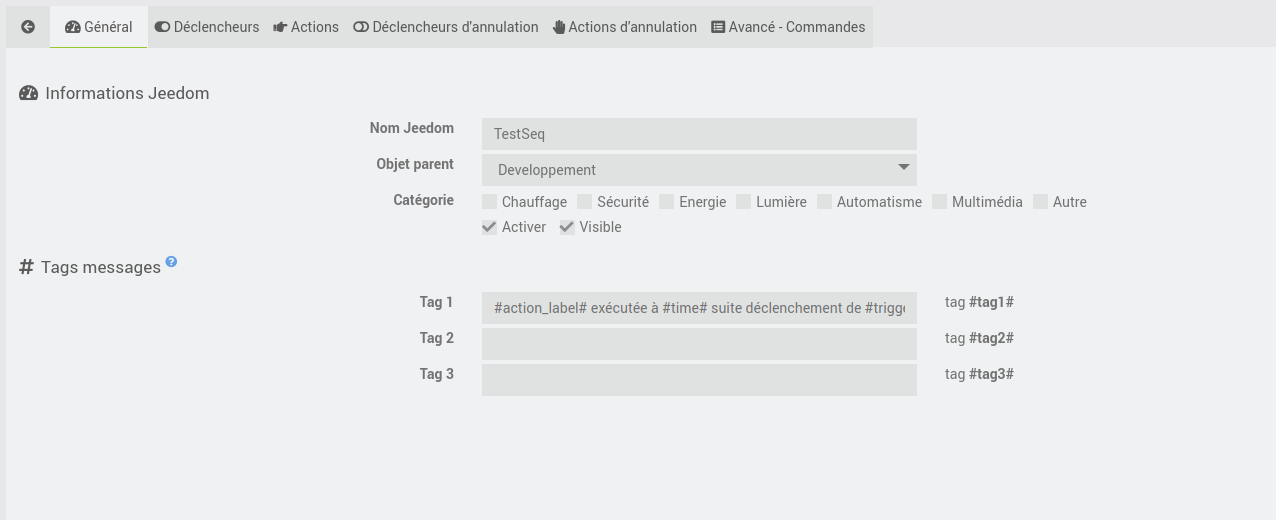 Général Déclencheurs Actions Déclencheurs d'annulation Actions d'annulation Avancé - Commandes
Informations Jeedom
Nom Jeedom TestSeq
Objet parent Developpement
Catégorie Chauffage Sécurité Energie Lumière Automatisme Multimédia Autre
Activer Visible
# Tags messages ?
Tag 1 #action_label# exécutée à #time# suite déclenchement de #trigge tag #tag1#
Tag 2 tag #tag2#
Tag 3 tag #tag3#